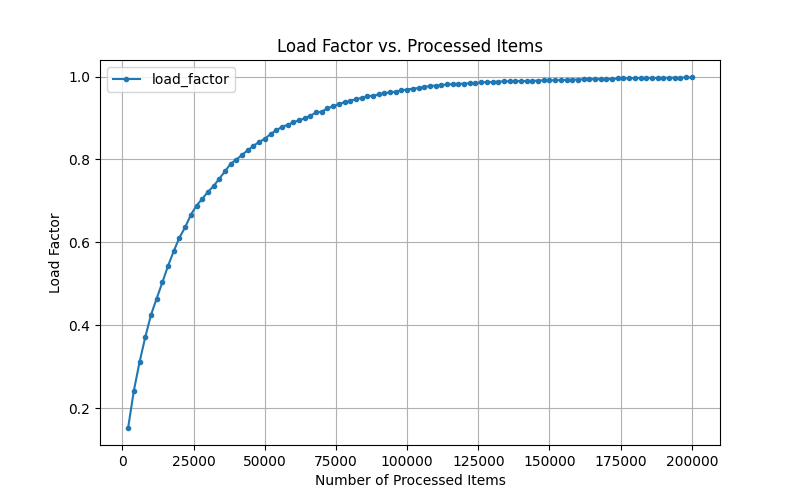 Load Factor vs. Processed Items
load_factor
Load Factor
1.0
0.8
0.6
0.4
0.2
0 25000 50000 75000 100000 125000 150000 175000 200000
Number of Processed Items